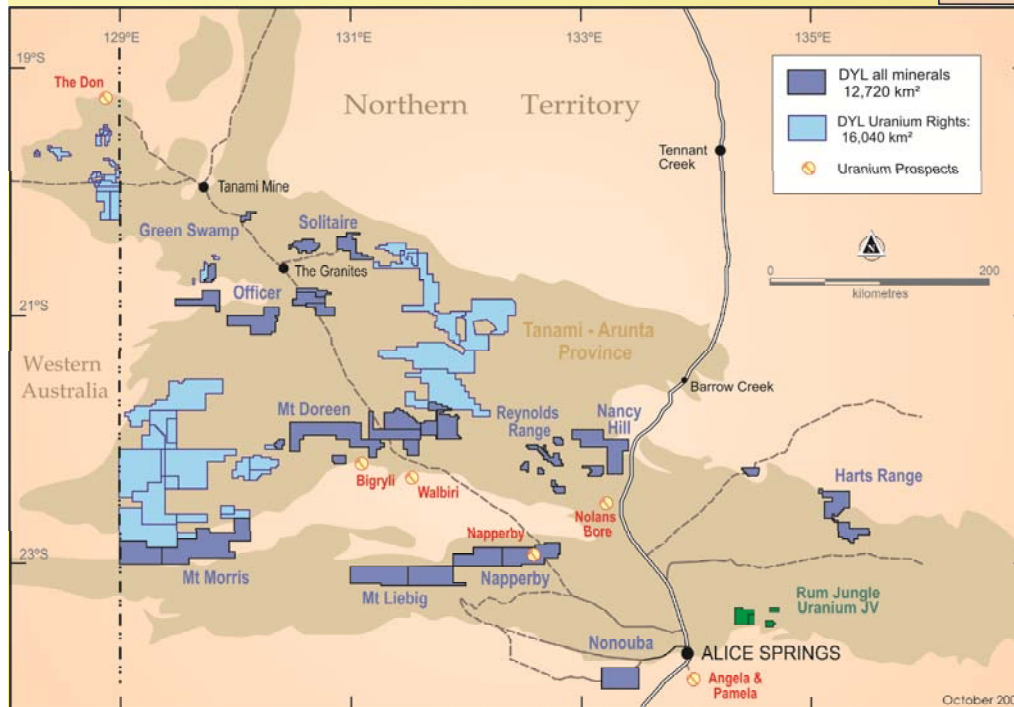 129°E
131°E
133°E
135°E
19°S
The Don
DYL all minerals
12,720 km²
DYL Uranium Rights:
16,040 km²
Uranium Prospects
Northern Territory
Tennant
Creek
Tanami Mine
Green Swamp
Solitaire
The Granites
N
0
200
kilometres
Officer
21°S
Tanami - Arunta
Province
Western
Australia
Barrow Creek
Mt Doreen
Reynolds
Range
Nancy
Hill
Harts Range
Bigryli
Walbiri
Nolans
Bore
Napperby
23°S
Mt Morris
Napperby
Mt Liebig
Rum Jungle
Uranium JV
Nonouba
ALICE SPRINGS
Angela &
Pamela
October